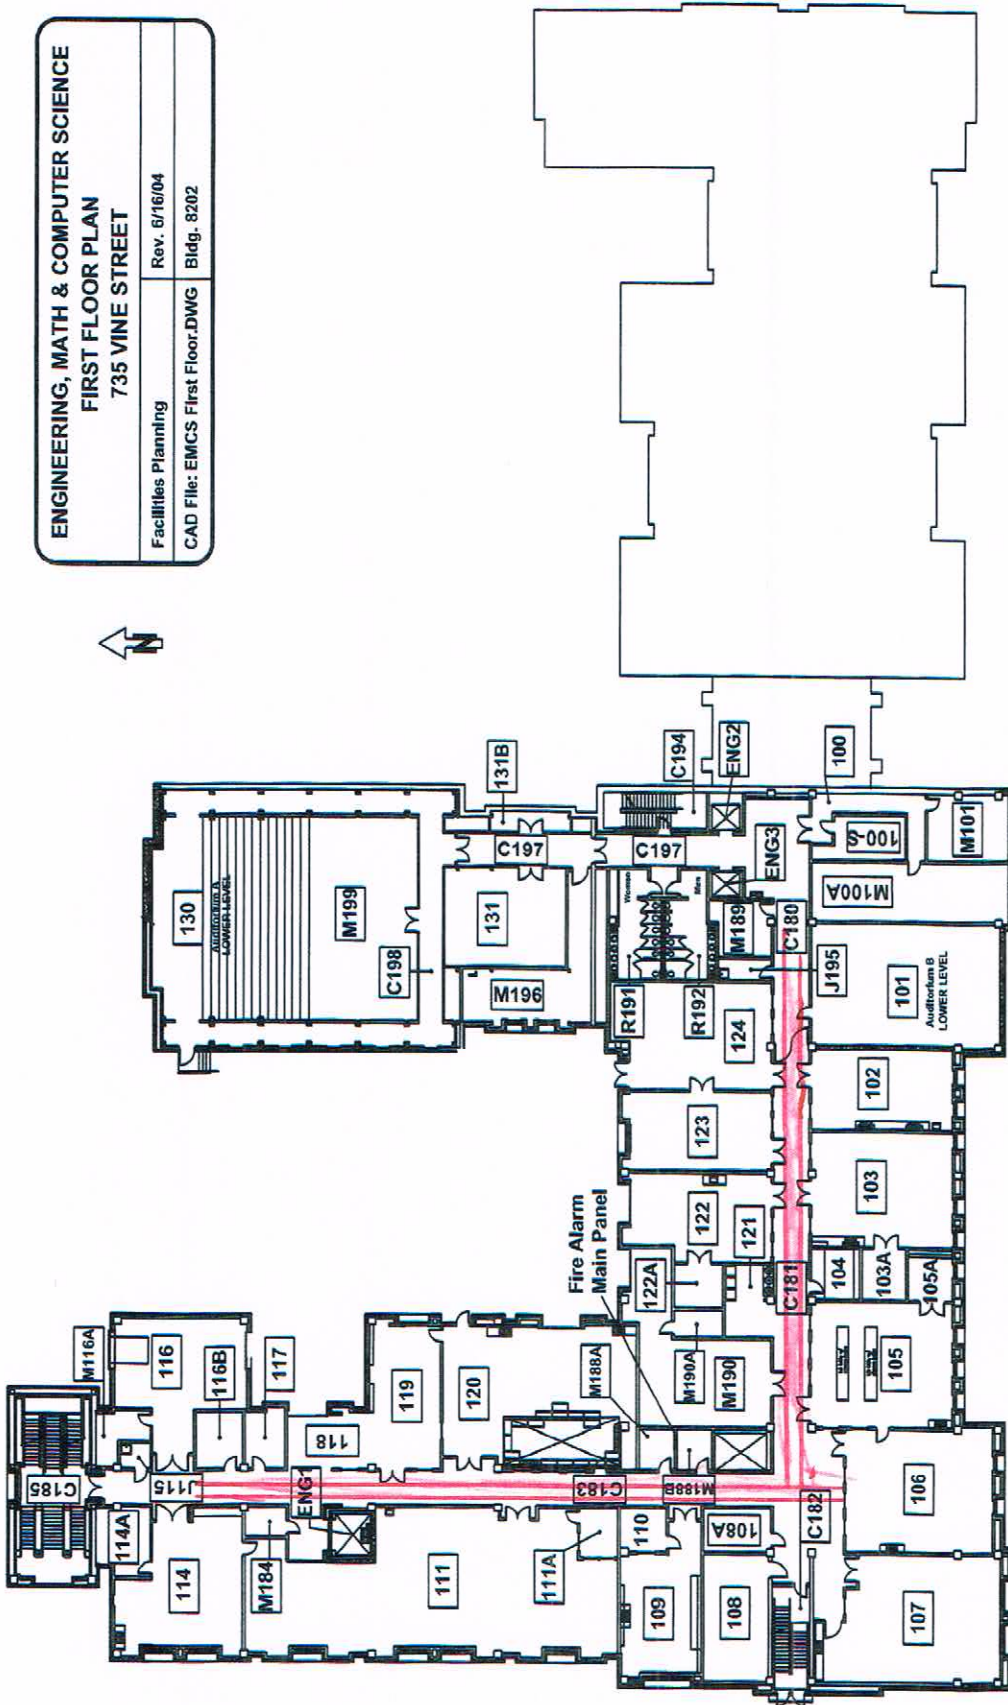 ENGINEERING, MATH & COMPUTER SCIENCE
FIRST FLOOR PLAN
735 VINE STREET
Facilities Planning
Rev. 6/16/04
CAD File: EMCS First Floor.DWG
Bldg. 8202
N
C185
M116A
116
116B
117
118
J115
114A
114
M184
ENG1
119
120
111
111A
C183
M188A
Fire Alarm
Main Panel
M188B
110
109
108A
108
C182
107
106
M190A
M190
122A
122
121
C181
105
105A
103A
104
103
123
102
124
R191
R192
Women
Men
M189
J195
C180
101
Auditorium B
LOWER LEVEL
M100A
100-S
M101
100
ENG3
ENG2
C194
C197
C197
131B
131
M196
C198
M199
130
Auditorium A
LOWER LEVEL